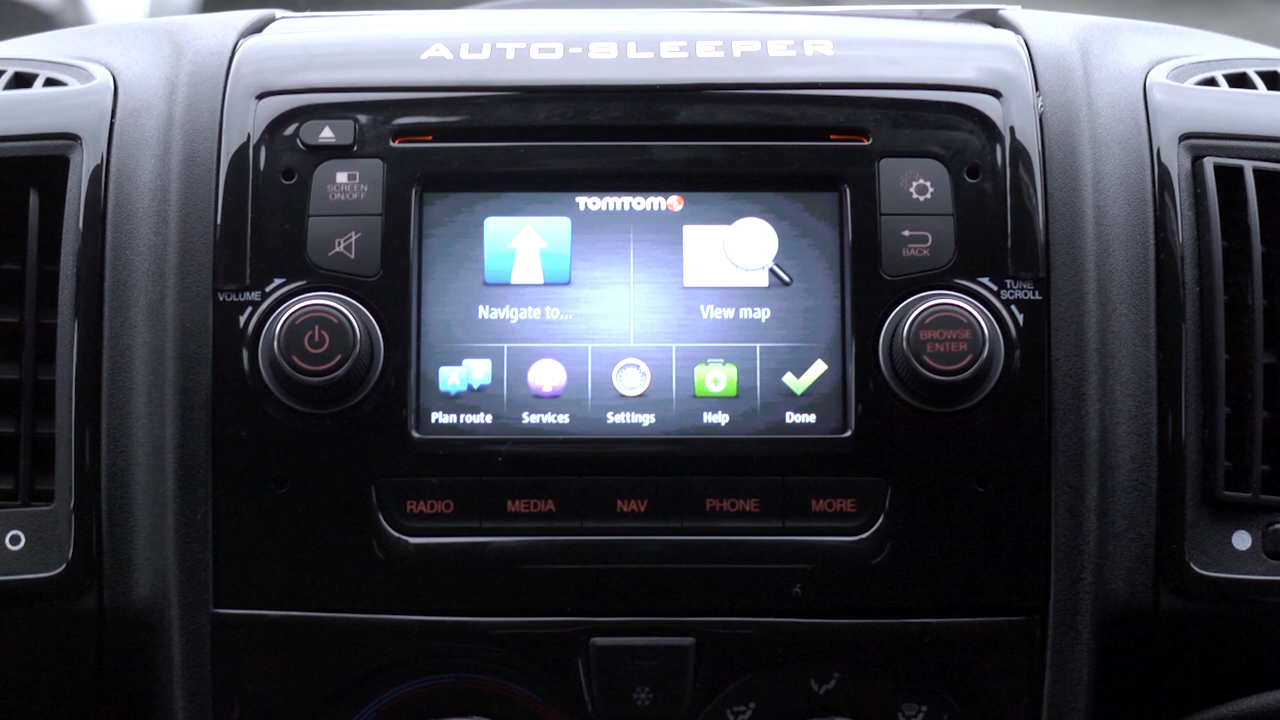 AUTO-SLEEPER
SCREEN
ON/OFF
TOMTOM
BACK
Navigate to...
View map
VOLUME
TUNE
SCROLL
BROWSE
ENTER
A
Plan route
Services
Settings
Help
Done
RADIO
MEDIA
NAV
PHONE
MORE